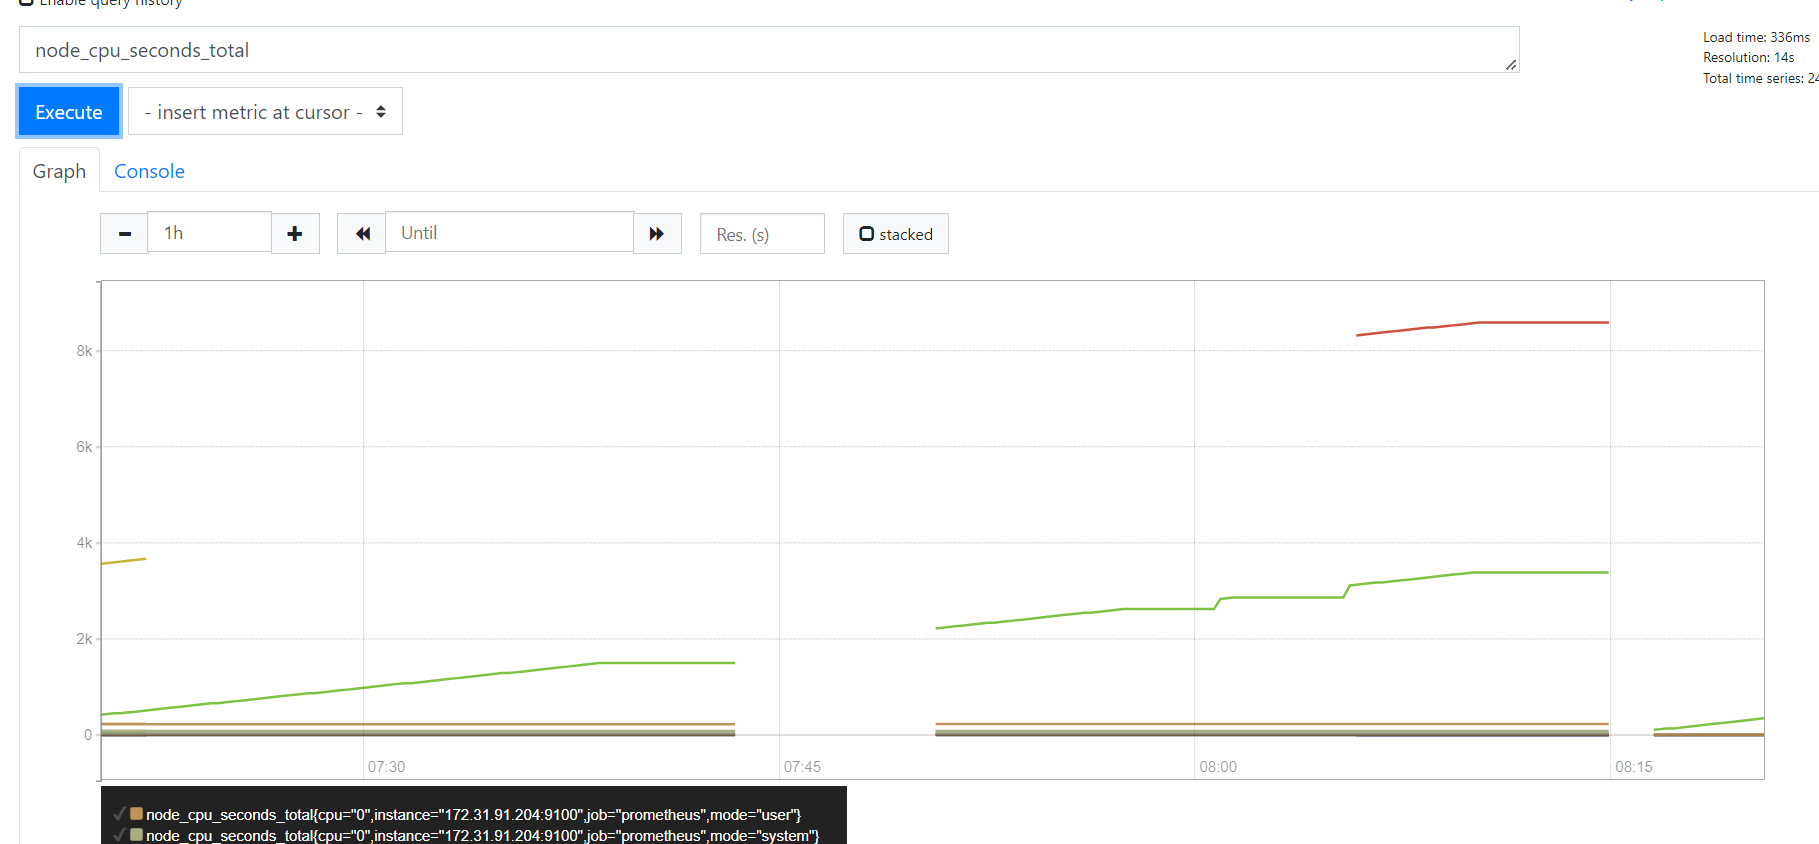 Enable query history
node_cpu_seconds_total
Load time: 336ms
Resolution: 14s
Total time series: 24
Execute
- insert metric at cursor -
Graph
Console
1h
Until
Res. (s)
stacked
8k
6k
4k
2k
0
07:30
07:45
08:00
08:15
node_cpu_seconds_total{cpu="0",instance="172.31.91.204:9100",job="prometheus",mode="user"}
node_cpu_seconds_total{cpu="0",instance="172.31.91.204:9100",job="prometheus",mode="system"}